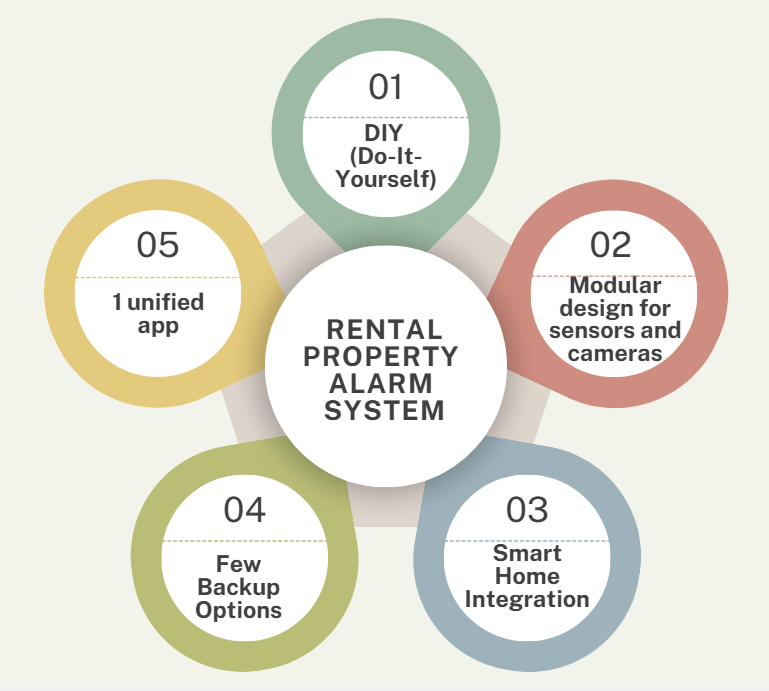 01
DIY
(Do-It-
Yourself)
02
Modular
design for
sensors and
cameras
03
Smart
Home
Integration
04
Few
Backup
Options
05
1 unified
app
RENTAL
PROPERTY
ALARM
SYSTEM